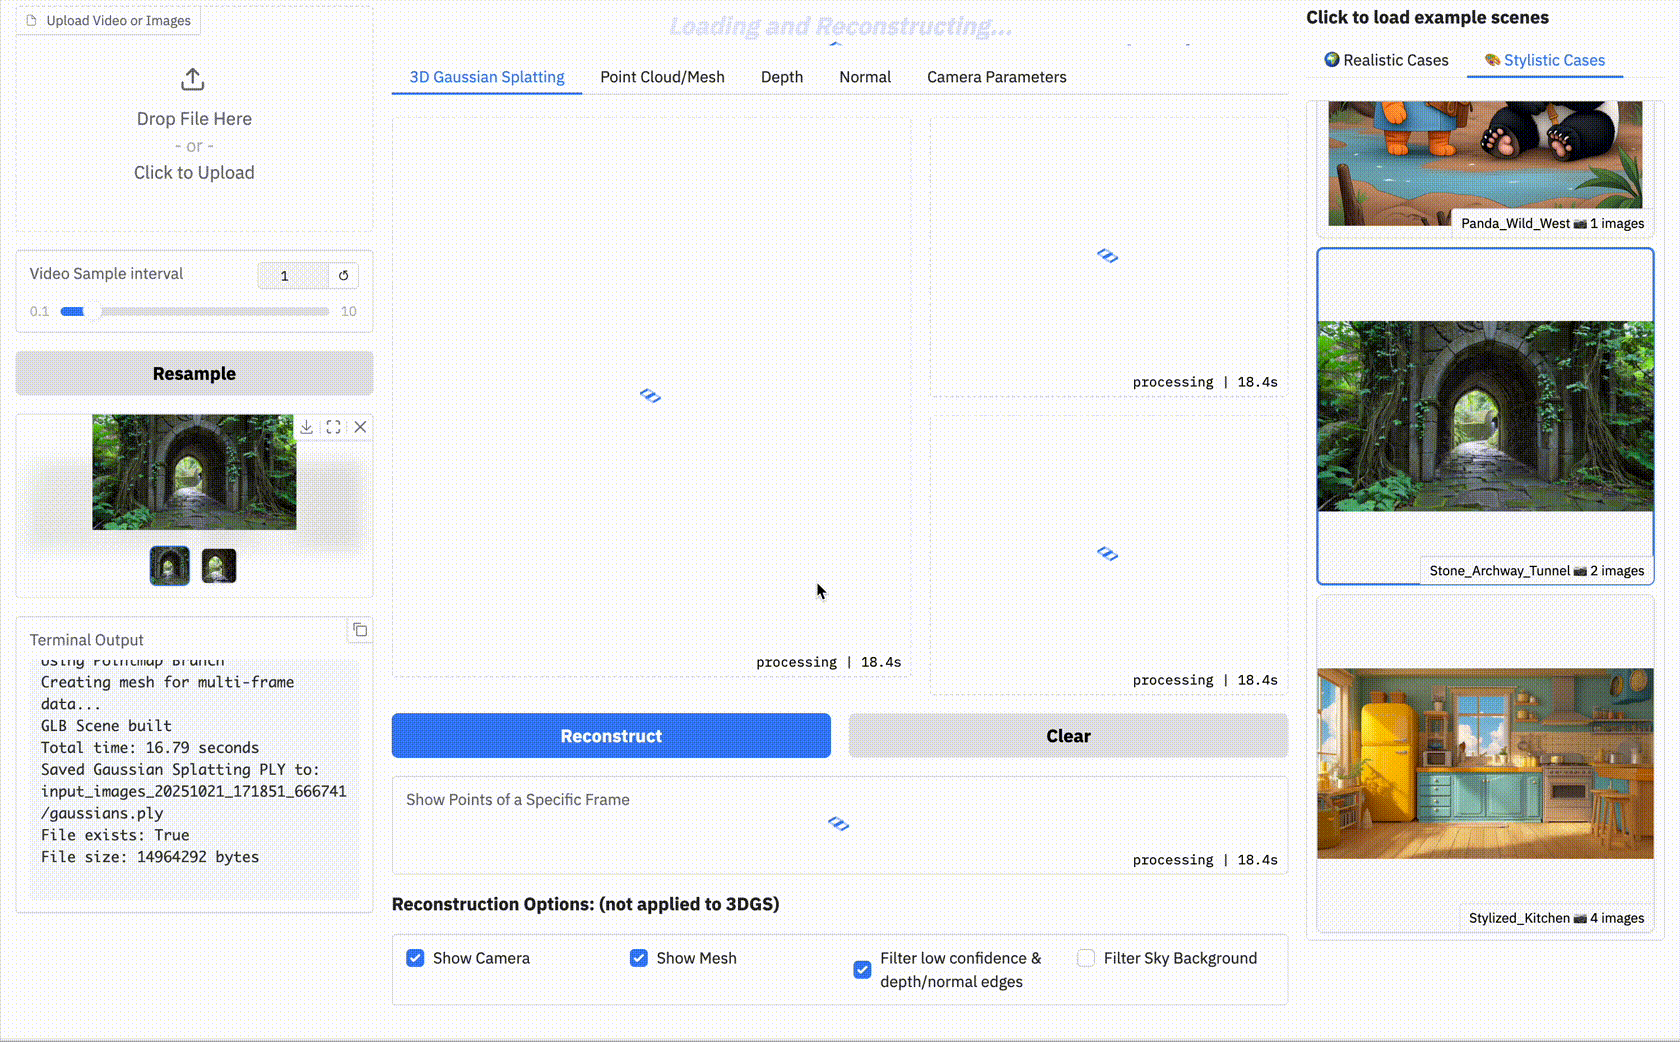 Upload Video or Images
Drop File Here
- or -
Click to Upload
Video Sample interval
1
0.1
10
Resample
Terminal Output
Using Pointmap Branch
Creating mesh for multi-frame
data...
GLB Scene built
Total time: 16.79 seconds
Saved Gaussian Splatting PLY to:
input_images_20251021_171851_666741
/gaussians.ply
File exists: True
File size: 14964292 bytes
Loading and Reconstructing...
3D Gaussian Splatting
Point Cloud/Mesh
Depth
Normal
Camera Parameters
processing | 18.4s
processing | 18.4s
processing | 18.4s
Reconstruct
Clear
Show Points of a Specific Frame
processing | 18.4s
Reconstruction Options: (not applied to 3DGS)
Show Camera
Show Mesh
Filter low confidence &
depth/normal edges
Filter Sky Background
Click to load example scenes
Realistic Cases
Stylistic Cases
Panda_Wild_West 1 images
Stone_Archway_Tunnel 2 images
Stylized_Kitchen 4 images